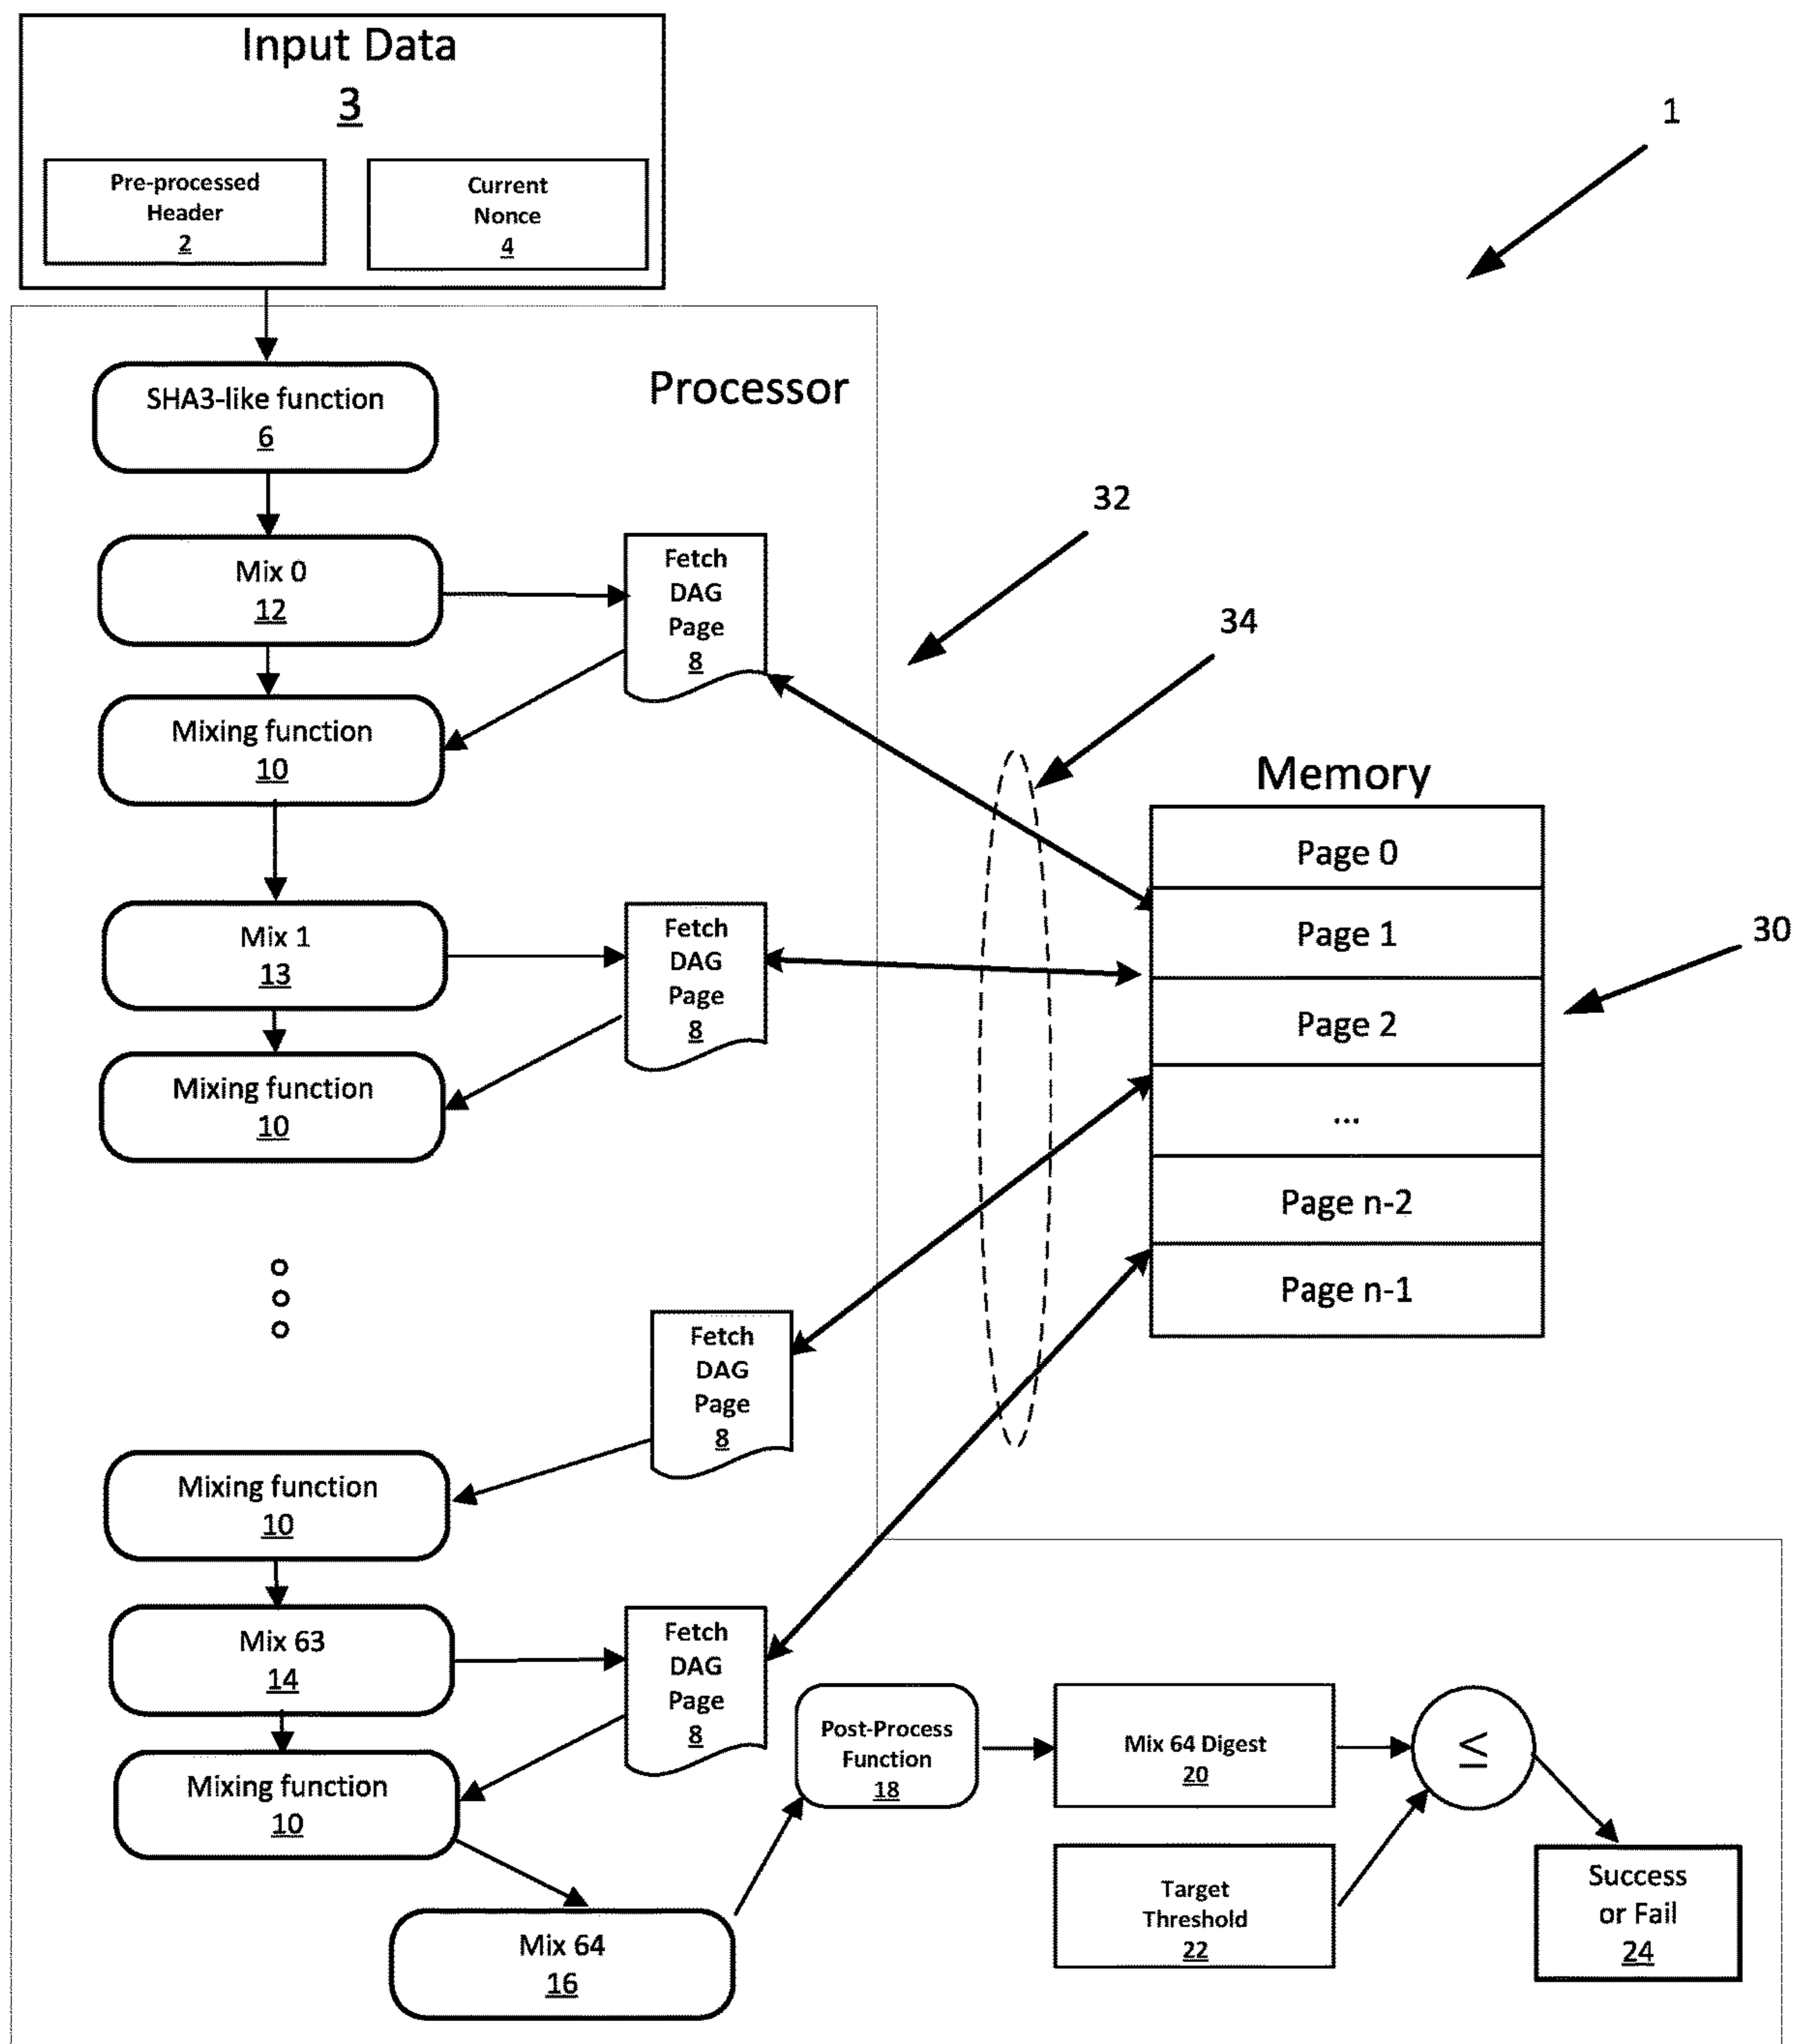 Input Data
3
Pre-processed
Header
2
Current
Nonce
4
1
Processor
SHA3-like function
6
32
Mix 0
12
Fetch
DAG
Page
8
34
Mixing function
10
Memory
Page 0
Page 1
Page 2
...
Page n-2
Page n-1
30
Mix 1
13
Fetch
DAG
Page
8
Mixing function
10
Fetch
DAG
Page
8
Mixing function
10
Mix 63
14
Fetch
DAG
Page
8
Mixing function
10
Mix 64
16
Post-Process
Function
18
Mix 64 Digest
20
≤
Target
Threshold
22
Success
or Fail
24